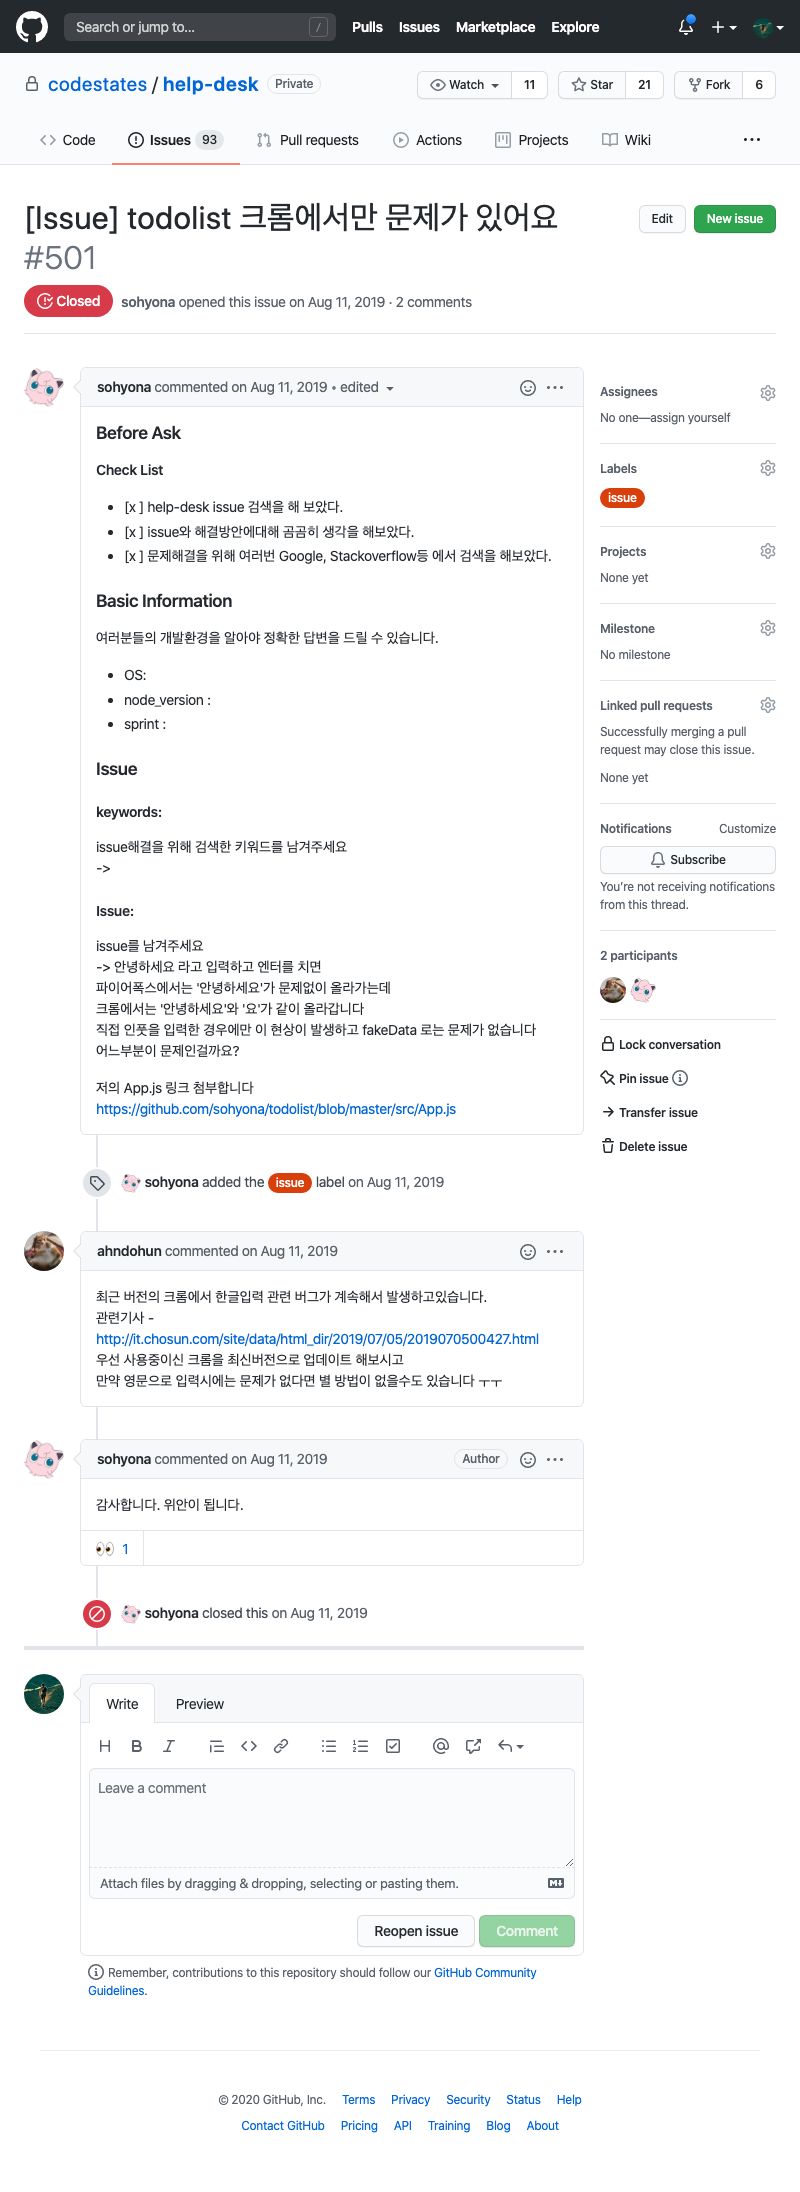 Search or jump to...
/
Pulls
Issues
Marketplace
Explore
codestates / help-desk
Private
Watch
11
Star
21
Fork
6
Code
Issues 93
Pull requests
Actions
Projects
Wiki
[Issue] todolist 크롬에서만 문제가 있어요
#501
Edit
New issue
Closed
sohyona opened this issue on Aug 11, 2019 · 2 comments
sohyona commented on Aug 11, 2019 • edited
Before Ask
Check List
[x ] help-desk issue 검색을 해 보았다.
[x ] issue와 해결방안에대해 곰곰히 생각을 해보았다.
[x ] 문제해결을 위해 여러번 Google, Stackoverflow등 에서 검색을 해보았다.
Basic Information
여러분들의 개발환경을 알아야 정확한 답변을 드릴 수 있습니다.
OS:
node_version :
sprint :
Issue
keywords:
issue해결을 위해 검색한 키워드를 남겨주세요
->
Issue:
issue를 남겨주세요
-> 안녕하세요 라고 입력하고 엔터를 치면
파이어폭스에서는 '안녕하세요'가 문제없이 올라가는데
크롬에서는 '안녕하세요'와 '요'가 같이 올라갑니다
직접 인풋을 입력한 경우에만 이 현상이 발생하고 fakeData 로는 문제가 없습니다
어느부분이 문제인걸까요?
저의 App.js 링크 첨부합니다
https://github.com/sohyona/todolist/blob/master/src/App.js
Assignees
No one—assign yourself
Labels
issue
Projects
None yet
Milestone
No milestone
Linked pull requests
Successfully merging a pull
request may close this issue.
None yet
Notifications
Customize
Subscribe
You're not receiving notifications
from this thread.
2 participants
Lock conversation
Pin issue
Transfer issue
Delete issue
sohyona added the issue label on Aug 11, 2019
ahndohun commented on Aug 11, 2019
최근 버전의 크롬에서 한글입력 관련 버그가 계속해서 발생하고있습니다.
관련기사 -
http://it.chosun.com/site/data/html_dir/2019/07/05/2019070500427.html
우선 사용중이신 크롬을 최신버전으로 업데이트 해보시고
만약 영문으로 입력시에는 문제가 없다면 별 방법이 없을수도 있습니다 ㅜㅜ
sohyona commented on Aug 11, 2019
Author
감사합니다. 위안이 됩니다.
👀 1
sohyona closed this on Aug 11, 2019
Write
Preview
H B I
Leave a comment
Attach files by dragging & dropping, selecting or pasting them.
Reopen issue
Comment
Remember, contributions to this repository should follow our GitHub Community
Guidelines.
© 2020 GitHub, Inc.
Terms
Privacy
Security
Status
Help
Contact GitHub
Pricing
API
Training
Blog
About